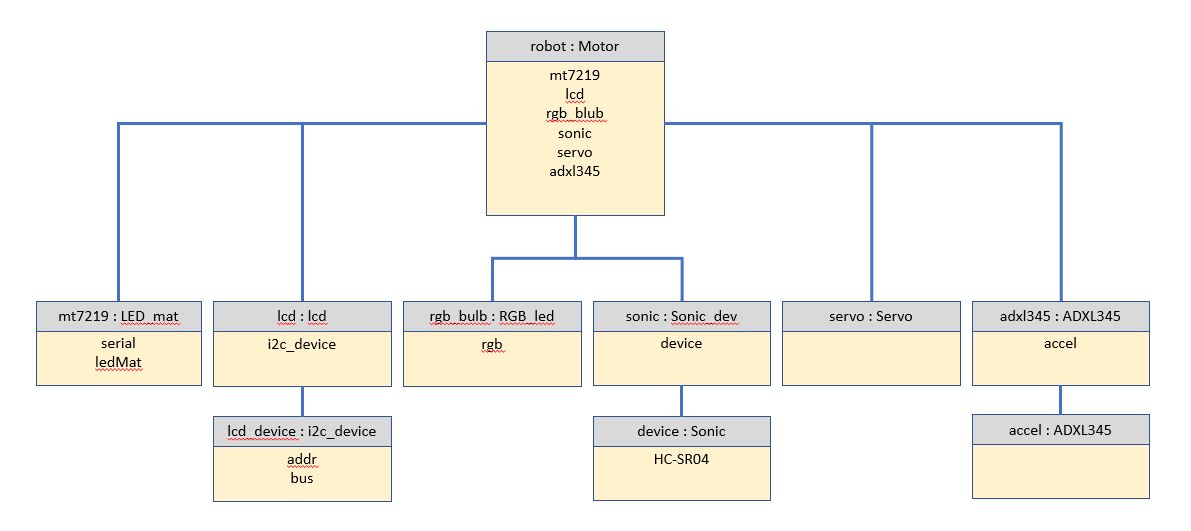 robot : Motor
mt7219
lcd
rgb_blub
sonic
servo
adxl345
mt7219 : LED_mat
serial
ledMat
lcd : lcd
i2c_device
rgb_bulb : RGB_led
rgb
sonic : Sonic_dev
device
servo : Servo
adxl345 : ADXL345
accel
lcd_device : i2c_device
addr
bus
device : Sonic
HC-SR04
accel : ADXL345